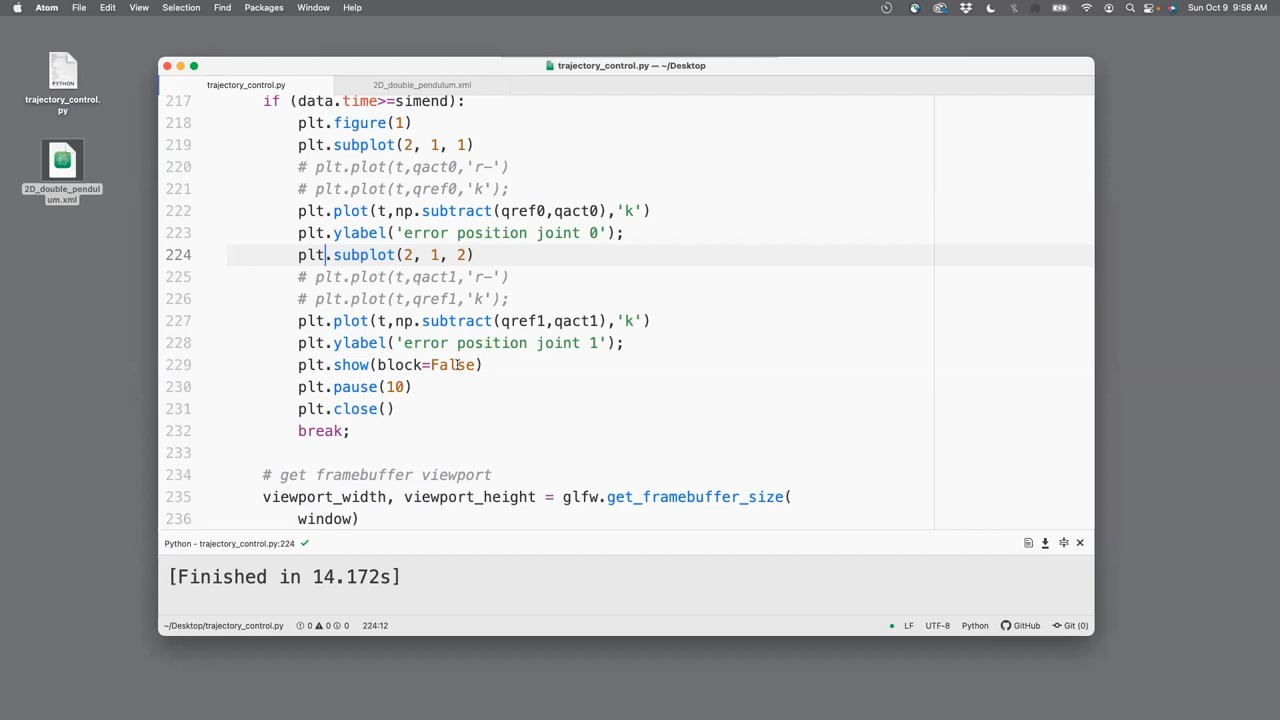 Atom File Edit View Selection Find Packages Window Help Sun Oct 9 9:58 AM
PYTHON
trajectory_control.
py
2D_double_pendul
um.xml
trajectory_control.py — ~/Desktop
trajectory_control.py 2D_double_pendulum.xml
217 if (data.time>=simend):
218 plt.figure(1)
219 plt.subplot(2, 1, 1)
220 # plt.plot(t,qact0,'r-')
221 # plt.plot(t,qref0,'k');
222 plt.plot(t,np.subtract(qref0,qact0),'k')
223 plt.ylabel('error position joint 0');
224 plt.subplot(2, 1, 2)
225 # plt.plot(t,qact1,'r-')
226 # plt.plot(t,qref1,'k');
227 plt.plot(t,np.subtract(qref1,qact1),'k')
228 plt.ylabel('error position joint 1');
229 plt.show(block=False)
230 plt.pause(10)
231 plt.close()
232 break;
233
234 # get framebuffer viewport
235 viewport_width, viewport_height = glfw.get_framebuffer_size(
236 window)
Python - trajectory_control.py:224
[Finished in 14.172s]
~/Desktop/trajectory_control.py 0 0 0 224:12 LF UTF-8 Python GitHub Git (0)